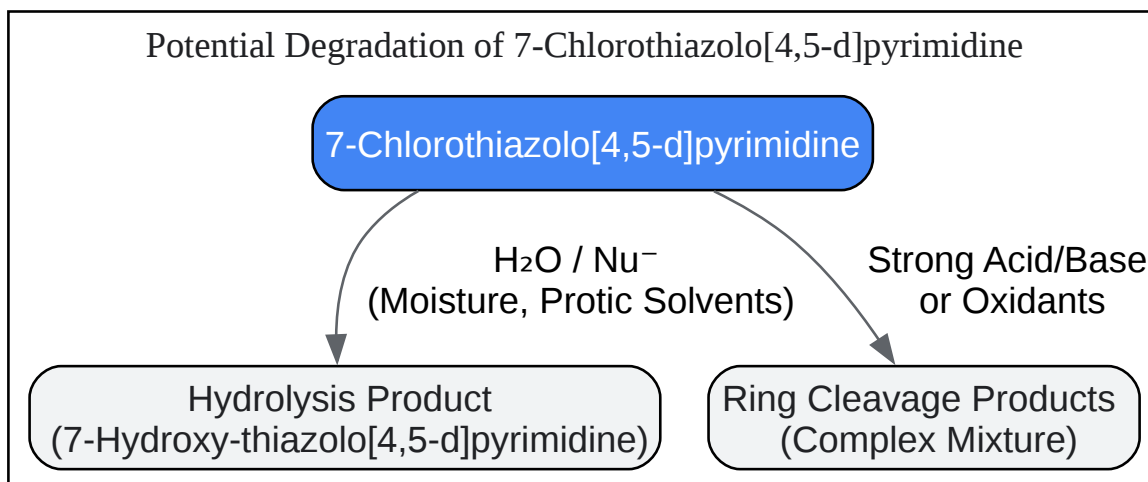 Potential Degradation of 7-Chlorothiazolo[4,5-d]pyrimidine
7-Chlorothiazolo[4,5-d]pyrimidine
H₂O / Nu⁻
(Moisture, Protic Solvents)
Strong Acid/Base
or Oxidants
Hydrolysis Product
(7-Hydroxy-thiazolo[4,5-d]pyrimidine)
Ring Cleavage Products
(Complex Mixture)